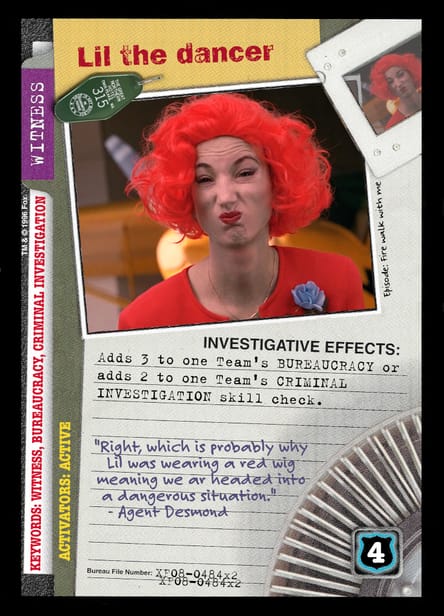 Lil the dancer
WITNESS
315
TM & © 1996 Fox
Episode: Fire walk with me
KEYWORDS: WITNESS, BUREAUCRACY, CRIMINAL INVESTIGATION
ACTIVATORS: ACTIVE
INVESTIGATIVE EFFECTS:
Adds 3 to one Team's BUREAUCRACY or
adds 2 to one Team's CRIMINAL
INVESTIGATION skill check.
"Right, which is probably why
Lil was wearing a red wig
meaning we ar headed into
a dangerous situation."
- Agent Desmond
Bureau File Number: XF08-0484x2
XF08-0484x2
4